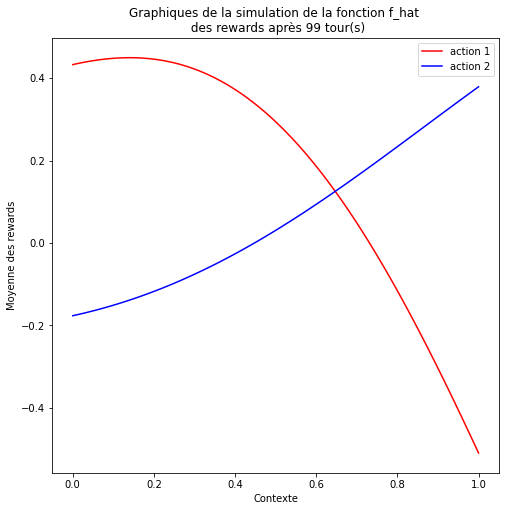 Graphiques de la simulation de la fonction f_hat
des rewards après 99 tour(s)
action 1
action 2
Moyenne des rewards
0.4
0.2
0.0
−0.2
−0.4
0.0 0.2 0.4 0.6 0.8 1.0
Contexte